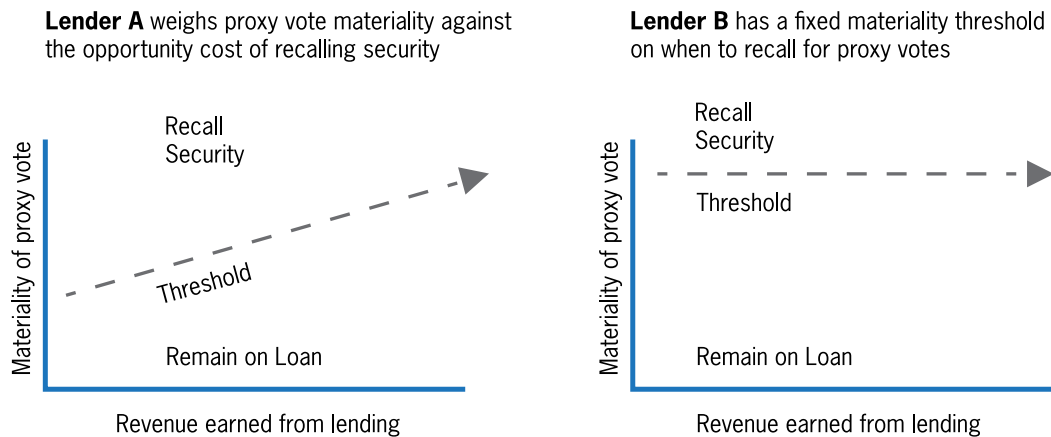 Lender A weighs proxy vote materiality against
the opportunity cost of recalling security
Recall
Security
Threshold
Remain on Loan
Materiality of proxy vote
Revenue earned from lending
Lender B has a fixed materiality threshold
on when to recall for proxy votes
Recall
Security
Threshold
Remain on Loan
Materiality of proxy vote
Revenue earned from lending